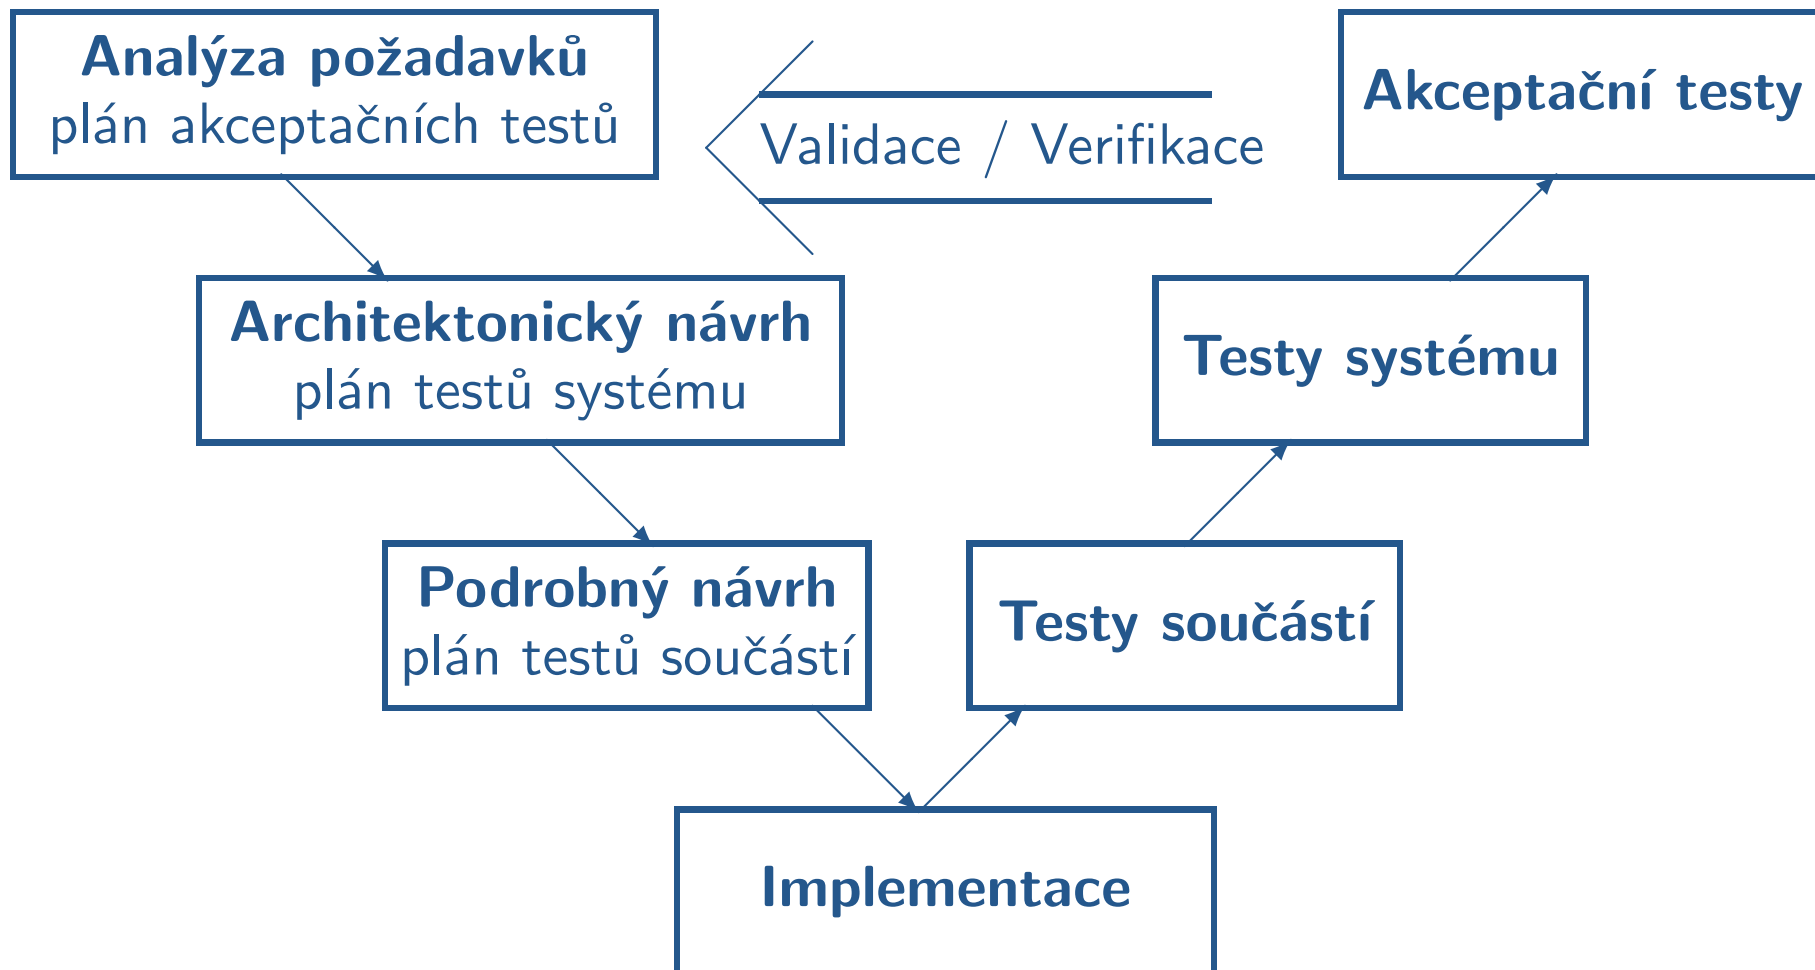 Analýza požadavků
plán akceptačních testů
Validace / Verifikace
Akceptační testy
Architektonický návrh
plán testů systému
Testy systému
Podrobný návrh
plán testů součástí
Testy součástí
Implementace